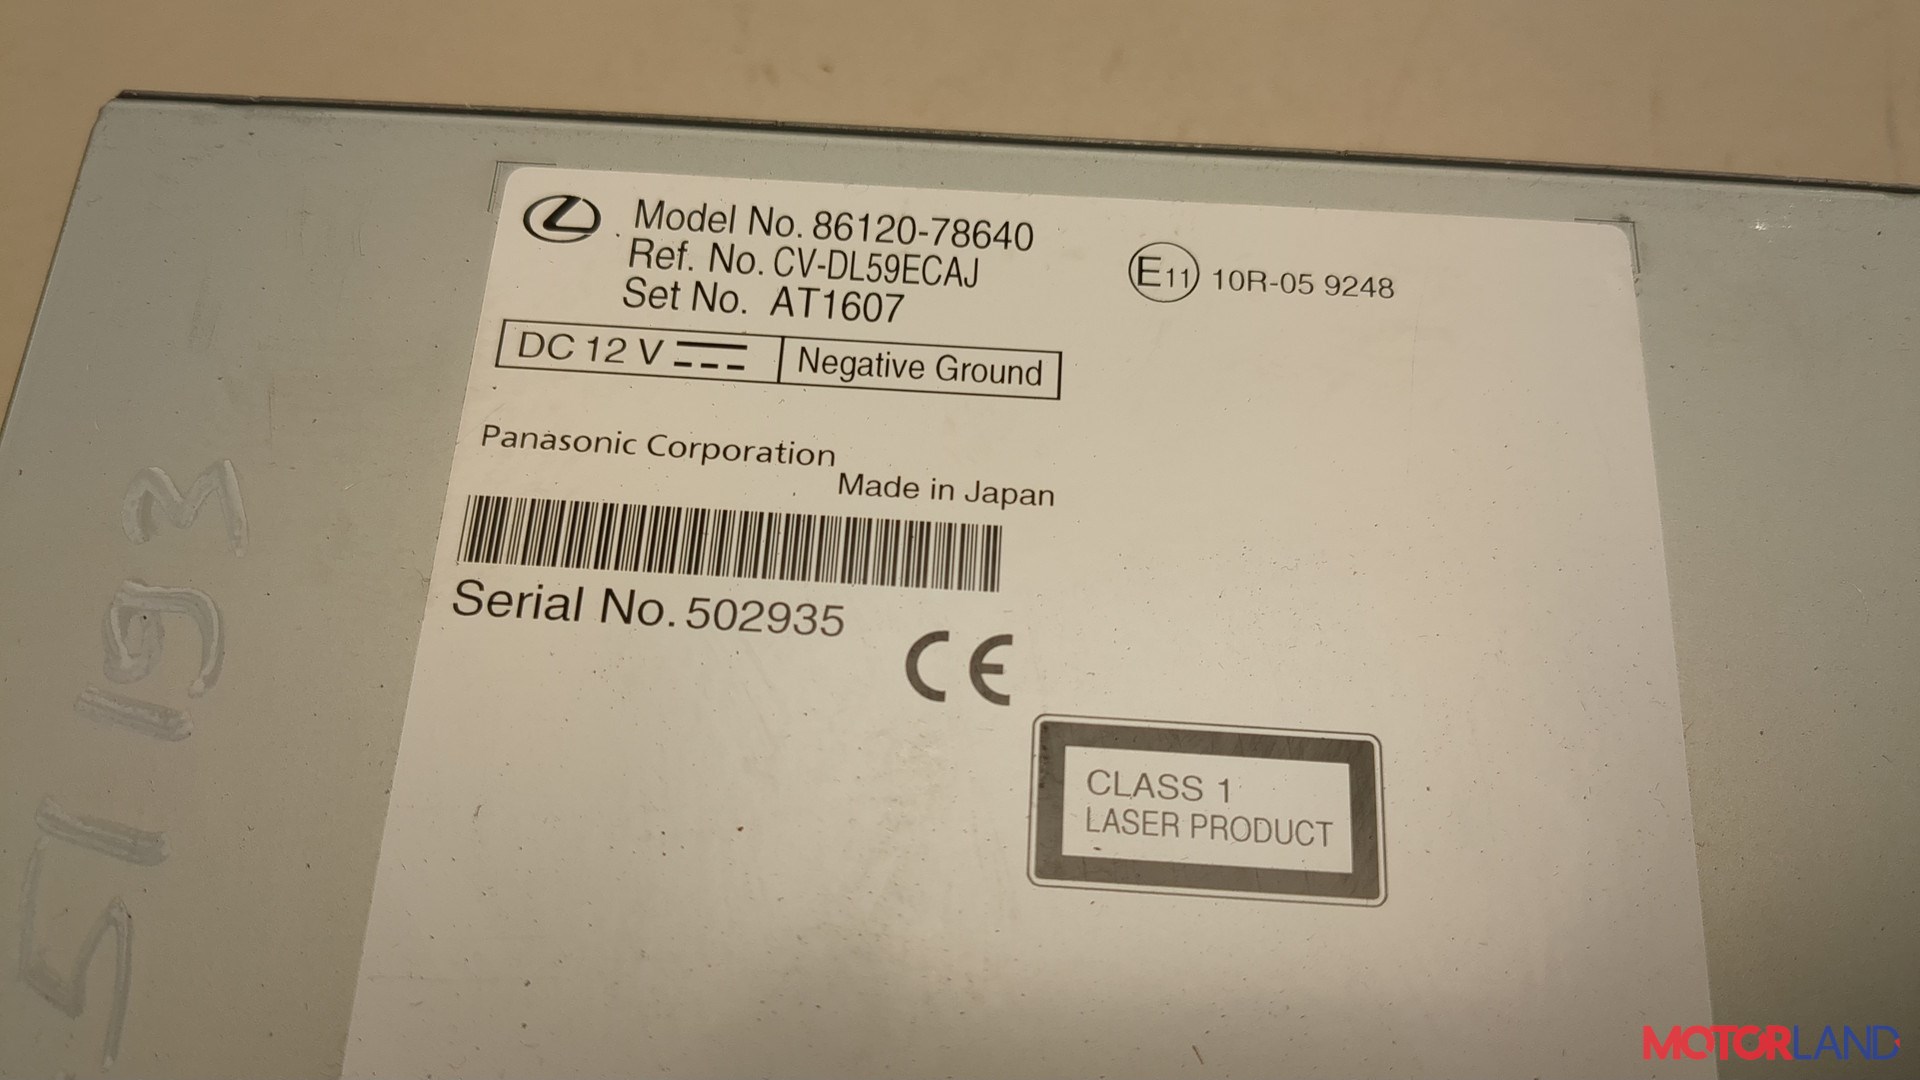 Model No. 86120-78640
Ref. No. CV-DL59ECAJ
Set No. AT1607
E11 10R-05 9248
DC 12 V
Negative Ground
Panasonic Corporation
Made in Japan
Serial No. 502935
CE
CLASS 1
LASER PRODUCT
51193
MOTORLAND